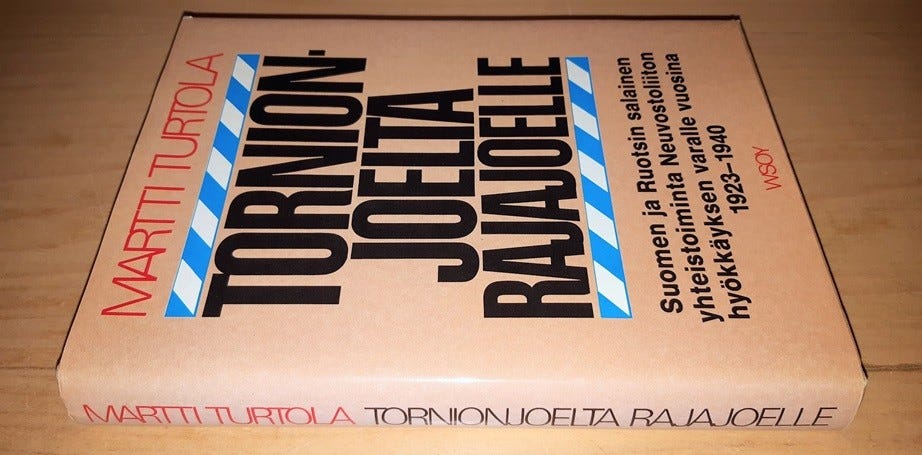 MARTTI TURTOLA
TORNION-
JOELTA
RAJAJOELLE
Suomen ja Ruotsin salainen
yhteistoiminta Neuvostoliiton
hyökkäyksen varalle vuosina
1923–1940
WSOY
MARTTI TURTOLA TORNIONJOELTA RAJAJOELLE